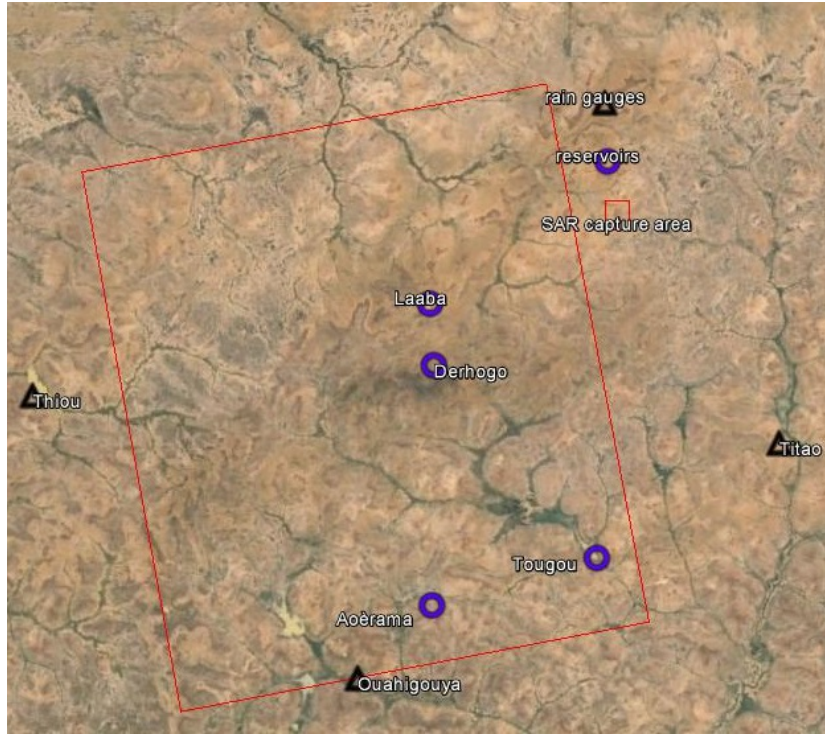 rain gauges
reservoirs
SAR capture area
Laaba
Derhogo
Thiou
Titao
Tougou
Aoèrama
Ouahigouya